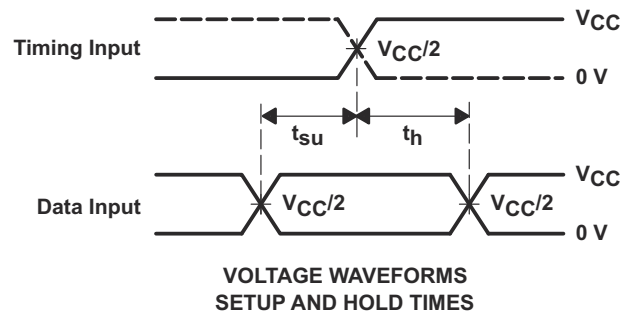 Timing Input
VCC
VCC/2
0 V
tsu
th
Data Input
VCC
VCC/2
VCC/2
0 V
VOLTAGE WAVEFORMS
SETUP AND HOLD TIMES